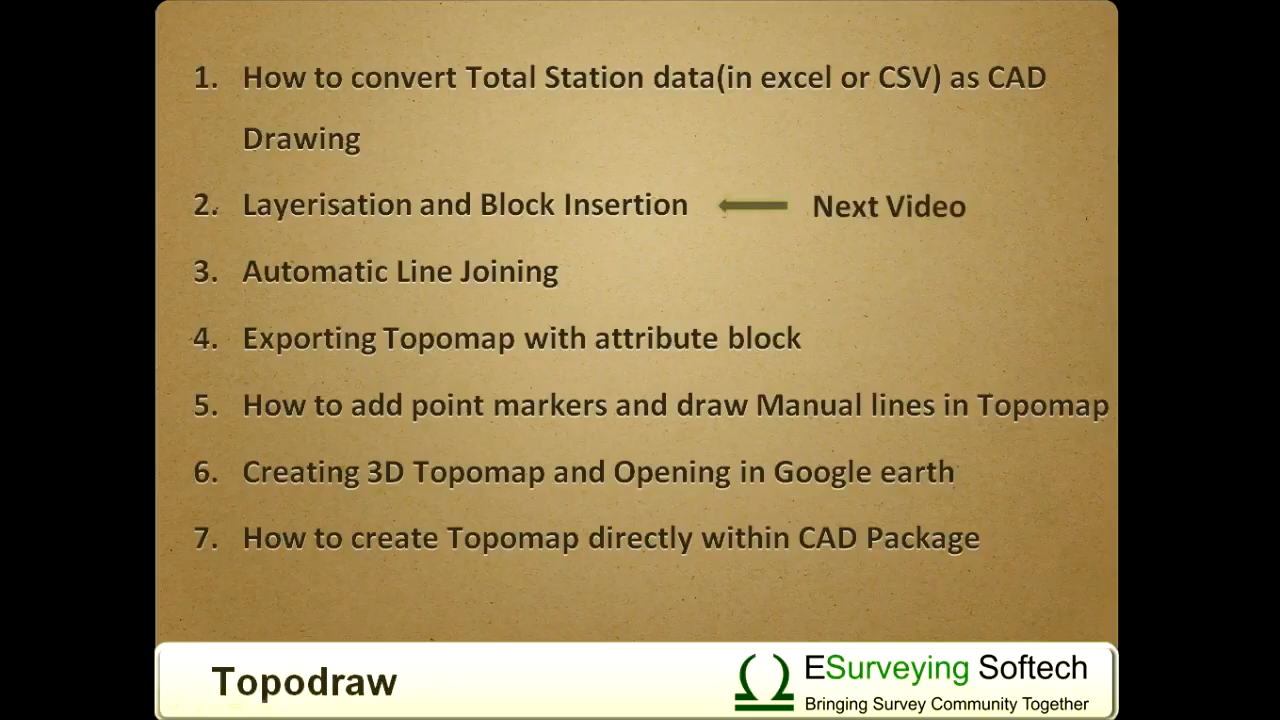 1. How to convert Total Station data(in excel or CSV) as CAD
Drawing
2. Layerisation and Block Insertion
Next Video
3. Automatic Line Joining
4. Exporting Topomap with attribute block
5. How to add point markers and draw Manual lines in Topomap
6. Creating 3D Topomap and Opening in Google earth
7. How to create Topomap directly within CAD Package
Topodraw
ESurveying Softech
Bringing Survey Community Together